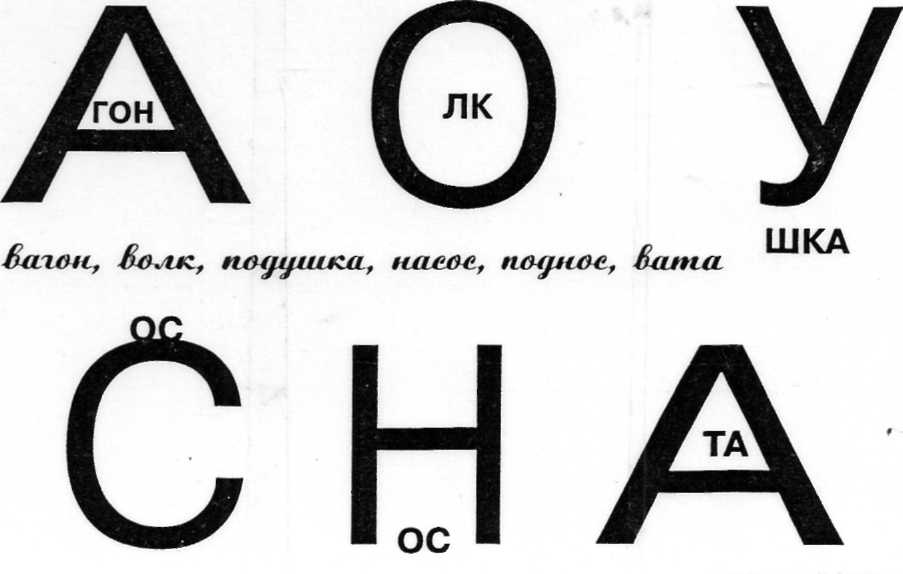 А О У
ГОН ЛК
ШКА
вагон, волк, подушка, насос, поднос, вата
ОС
С Н А
ТА
ОС